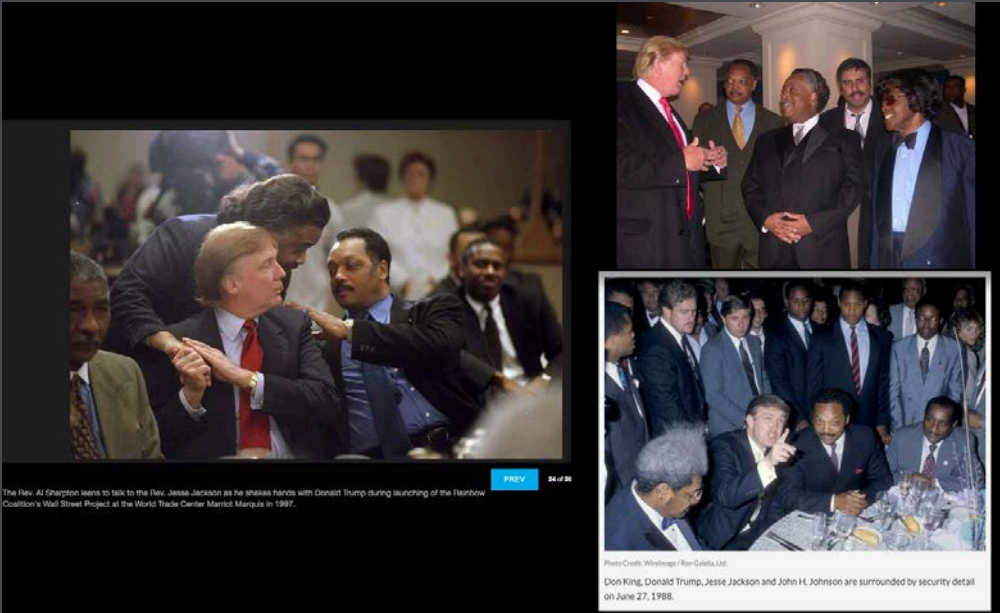 PREV
24 of 26
The Rev. Al Sharpton leans to talk to the Rev. Jesse Jackson as he shakes hands with Donald Trump during launching of the Rainbow
Coalition's Wall Street Project at the World Trade Center Marriot Marquis in 1997.
Photo Credit: WireImage / Ron Galella, Ltd.
Don King, Donald Trump, Jesse Jackson and John H. Johnson are surrounded by security detail
on June 27, 1988.